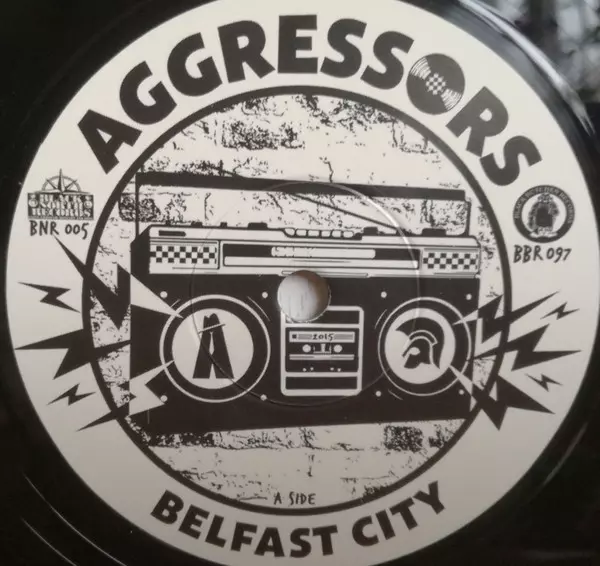 AGGRESSORS
BNR 005
BBR 097
2015
A SIDE
BELFAST CITY